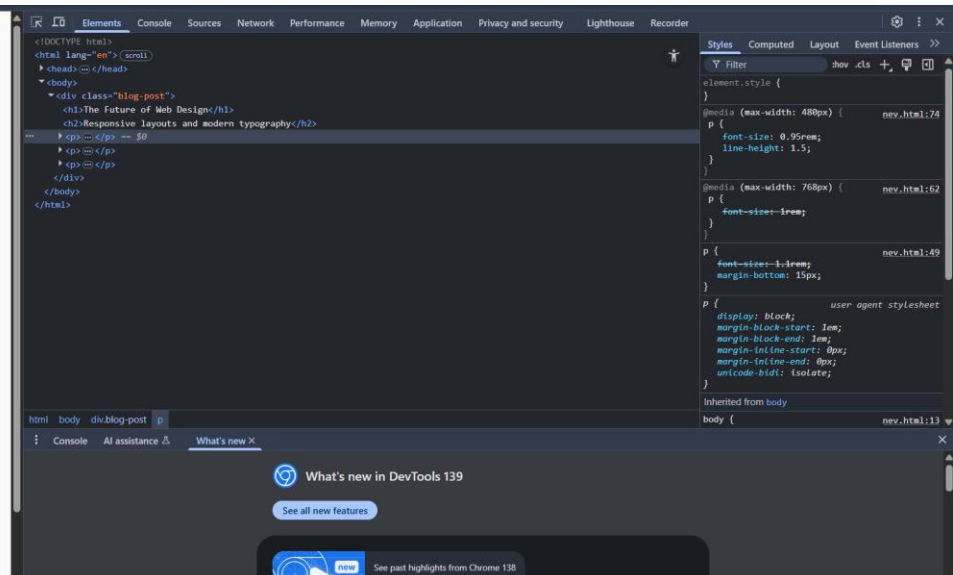 Elements Console Sources Network Performance Memory Application Privacy and security Lighthouse Recorder
<!DOCTYPE html>
<html lang="en"> scroll
<head> … </head>
<body>
<div class="blog-post">
<h1>The Future of Web Design</h1>
<h2>Responsive layouts and modern typography</h2>
… <p> … </p> == $0
<p> … </p>
<p> … </p>
</div>
</body>
</html>
html body div.blog-post p
Styles Computed Layout Event Listeners
Filter :hov .cls
element.style {
}
@media (max-width: 480px) { nev.html:74
p {
font-size: 0.95rem;
line-height: 1.5;
}
}
@media (max-width: 768px) { nev.html:62
p {
font-size: 1rem;
}
}
p { nev.html:49
font-size: 1.1rem;
margin-bottom: 15px;
}
p { user agent stylesheet
display: block;
margin-block-start: 1em;
margin-block-end: 1em;
margin-inline-start: 0px;
margin-inline-end: 0px;
unicode-bidi: isolate;
}
Inherited from body
body { nev.html:13
Console AI assistance What's new
What's new in DevTools 139
See all new features
new
See past highlights from Chrome 138